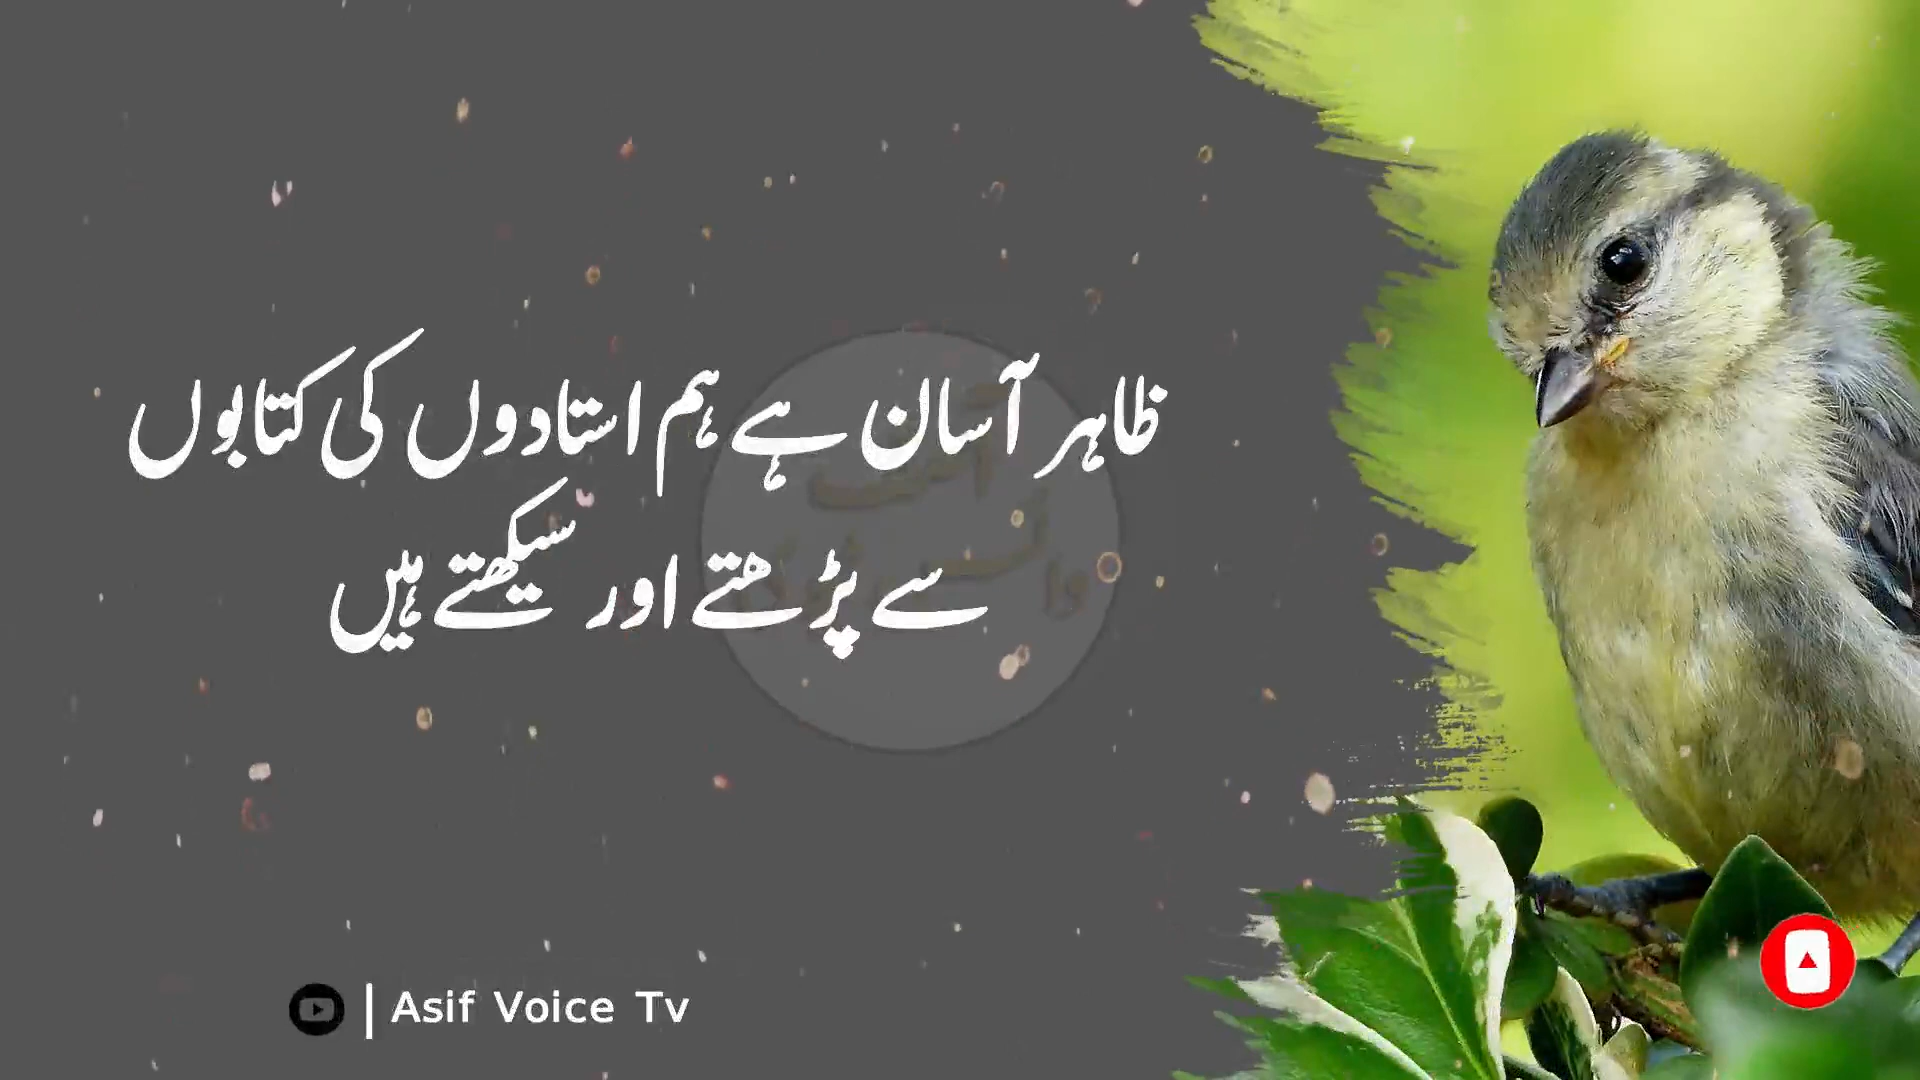 ظاہر آسان ہے ہم استادوں کی کتابوں
سے پڑھتے اور سیکھتے ہیں
Asif Voice Tv